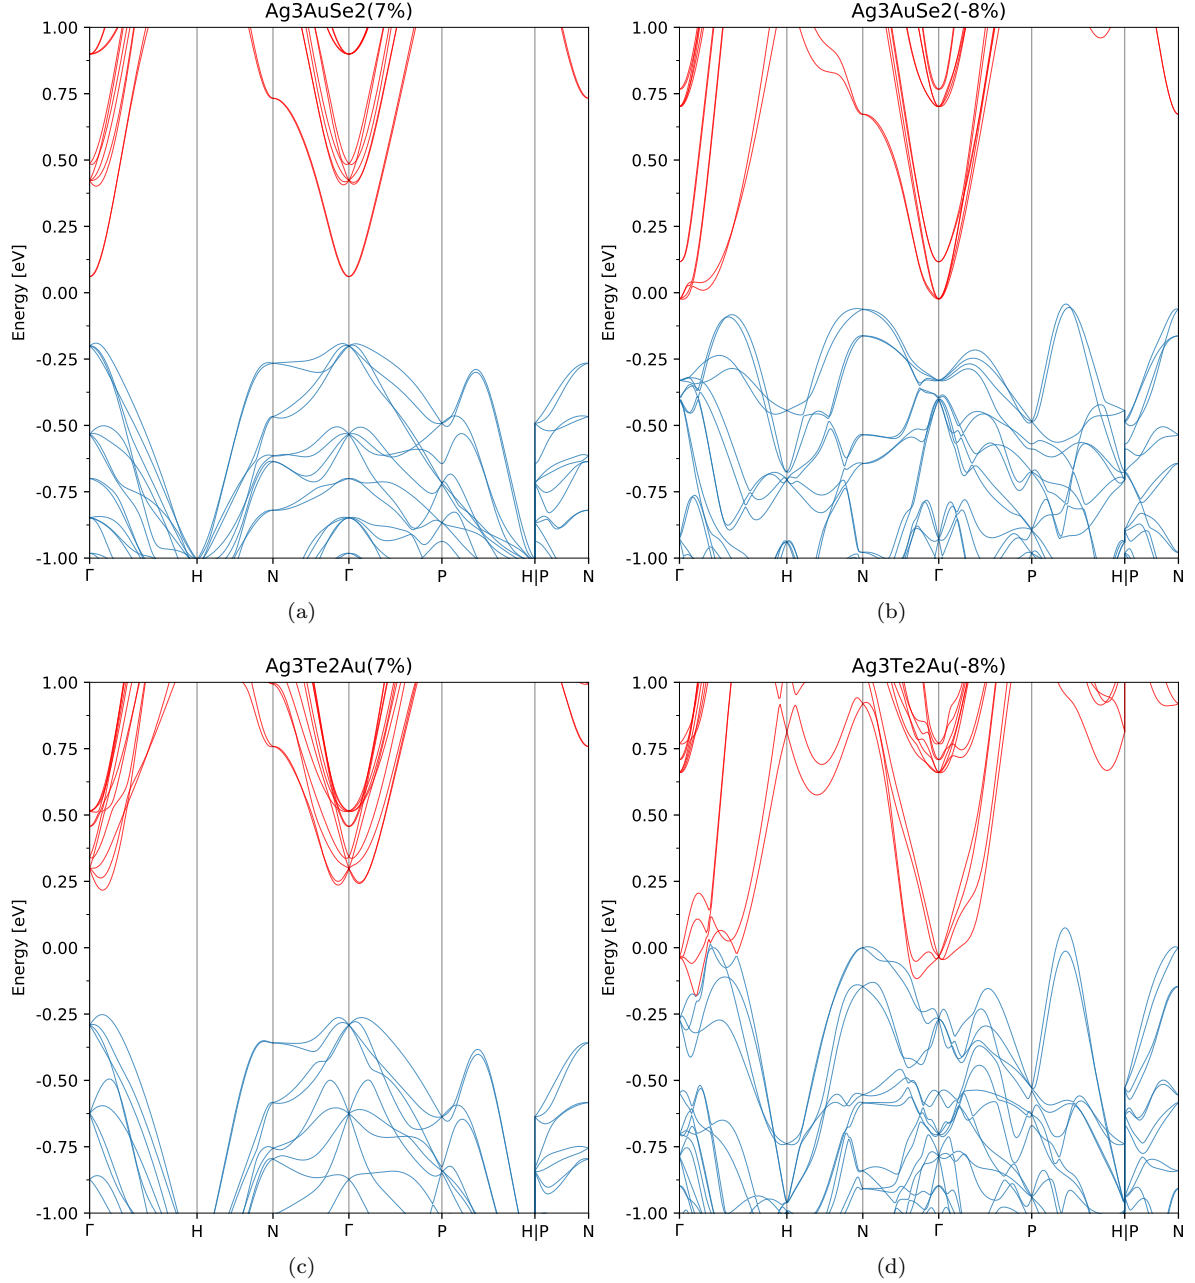 Ag3AuSe2(7%)
Energy [eV]
1.00
0.75
0.50
0.25
0.00
-0.25
-0.50
-0.75
-1.00
Γ H N Γ P H|P N
(a)
Ag3AuSe2(-8%)
Energy [eV]
1.00
0.75
0.50
0.25
0.00
-0.25
-0.50
-0.75
-1.00
Γ H N Γ P H|P N
(b)
Ag3Te2Au(7%)
Energy [eV]
1.00
0.75
0.50
0.25
0.00
-0.25
-0.50
-0.75
-1.00
Γ H N Γ P H|P N
(c)
Ag3Te2Au(-8%)
Energy [eV]
1.00
0.75
0.50
0.25
0.00
-0.25
-0.50
-0.75
-1.00
Γ H N Γ P H|P N
(d)